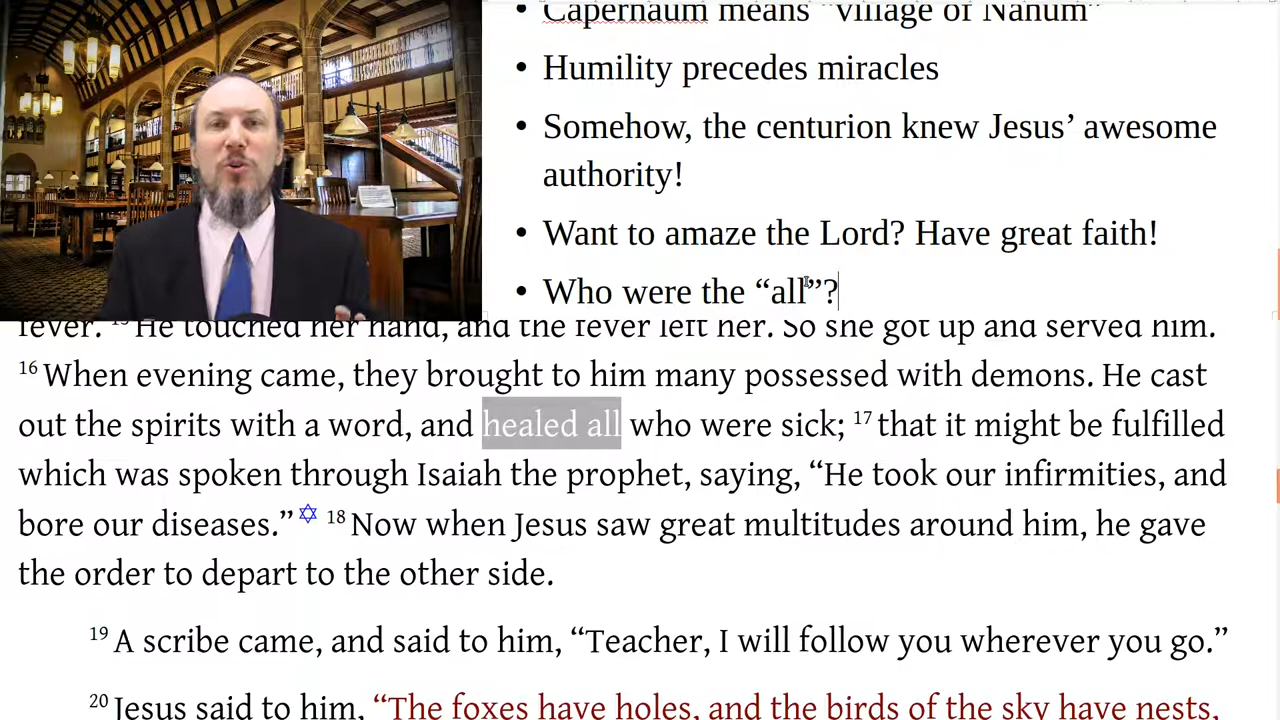 • Capernaum means “village of Nahum”
• Humility precedes miracles
• Somehow, the centurion knew Jesus’ awesome
authority!
• Want to amaze the Lord? Have great faith!
• Who were the “all”?
fever. 15 He touched her hand, and the fever left her. So she got up and served him.
16 When evening came, they brought to him many possessed with demons. He cast
out the spirits with a word, and healed all who were sick; 17 that it might be fulfilled
which was spoken through Isaiah the prophet, saying, “He took our infirmities, and
bore our diseases.”✡ 18 Now when Jesus saw great multitudes around him, he gave
the order to depart to the other side.
19 A scribe came, and said to him, “Teacher, I will follow you wherever you go.”
20 Jesus said to him, “The foxes have holes, and the birds of the sky have nests,